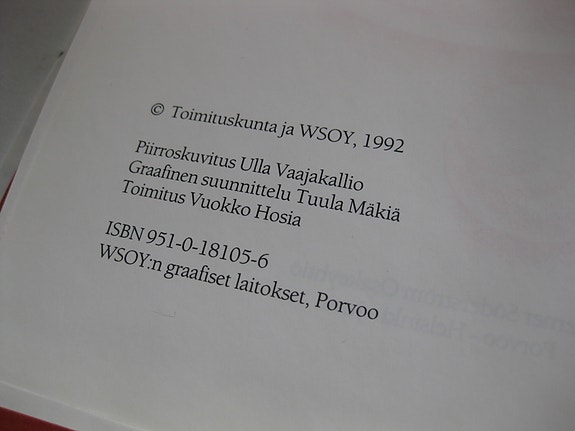 © Toimituskunta ja WSOY, 1992
Piirroskuvitus Ulla Vaajakallio
Graafinen suunnittelu Tuula Mäkiä
Toimitus Vuokko Hosia
ISBN 951-0-18105-6
WSOY:n graafiset laitokset, Porvoo